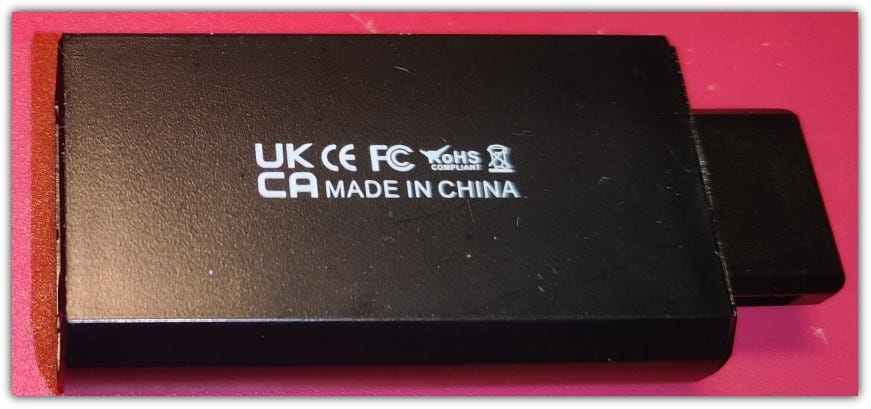 UK CE FC RoHS
COMPLIANT
CA MADE IN CHINA